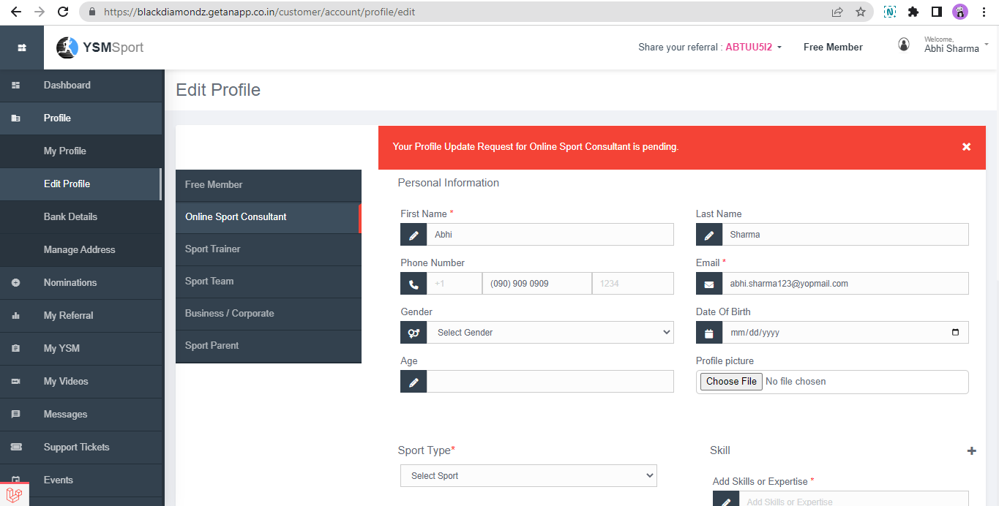 https://blackdiamondz.getanapp.co.in/customer/account/profile/edit
YSMSport
Share your referral : ABTUU5I2
Free Member
Welcome,
Abhi Sharma
Dashboard
Profile
My Profile
Edit Profile
Bank Details
Manage Address
Nominations
My Referral
My YSM
My Videos
Messages
Support Tickets
Events
Edit Profile
Free Member
Online Sport Consultant
Sport Trainer
Sport Team
Business / Corporate
Sport Parent
Your Profile Update Request for Online Sport Consultant is pending.
Personal Information
First Name *
Abhi
Last Name
Sharma
Phone Number
+1 (090) 909 0909 1234
Email *
abhi.sharma123@yopmail.com
Gender
Select Gender
Date Of Birth
mm/dd/yyyy
Age
Profile picture
Choose File No file chosen
Sport Type*
Select Sport
Skill
Add Skills or Expertise *
Add Skills or Expertise